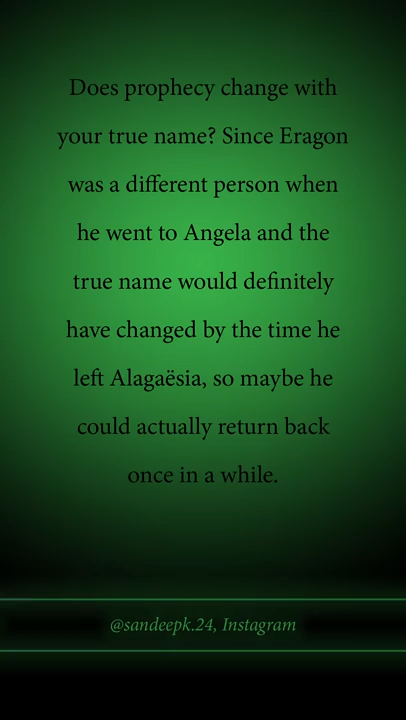 Does prophecy change with
your true name? Since Eragon
was a different person when
he went to Angela and the
true name would definitely
have changed by the time he
left Alagaësia, so maybe he
could actually return back
once in a while.
@sandeepk.24, Instagram